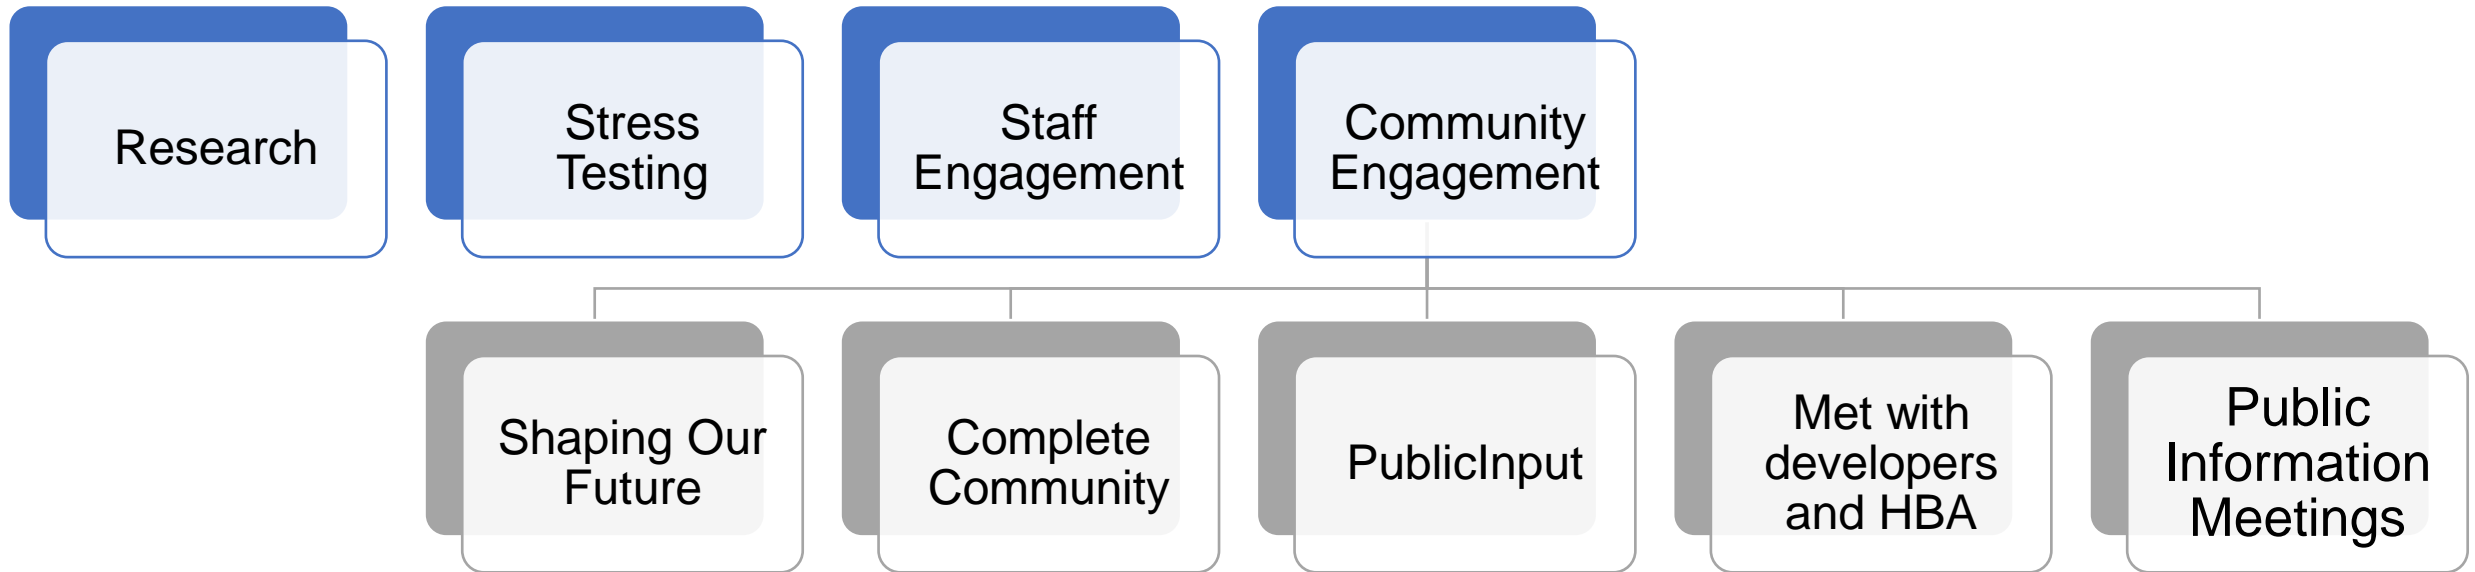 Research
Stress
Testing
Staff
Engagement
Community
Engagement
Shaping Our
Future
Complete
Community
PublicInput
Met with
developers
and HBA
Public
Information
Meetings